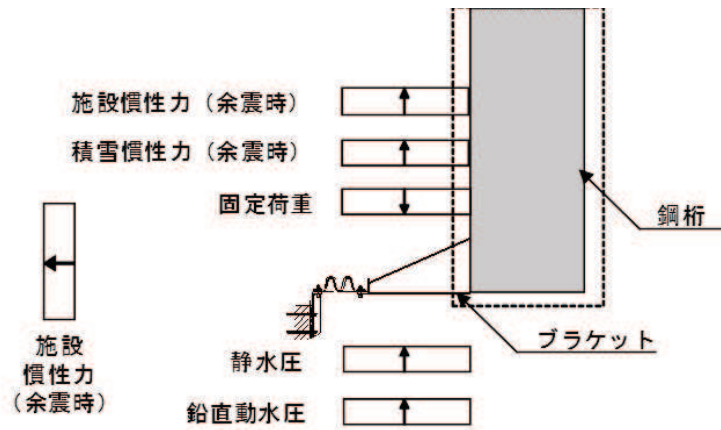 施設慣性力（余震時）
積雪慣性力（余震時）
固定荷重
鋼桁
ブラケット
施設
慣性力
（余震時）
静水圧
鉛直動水圧